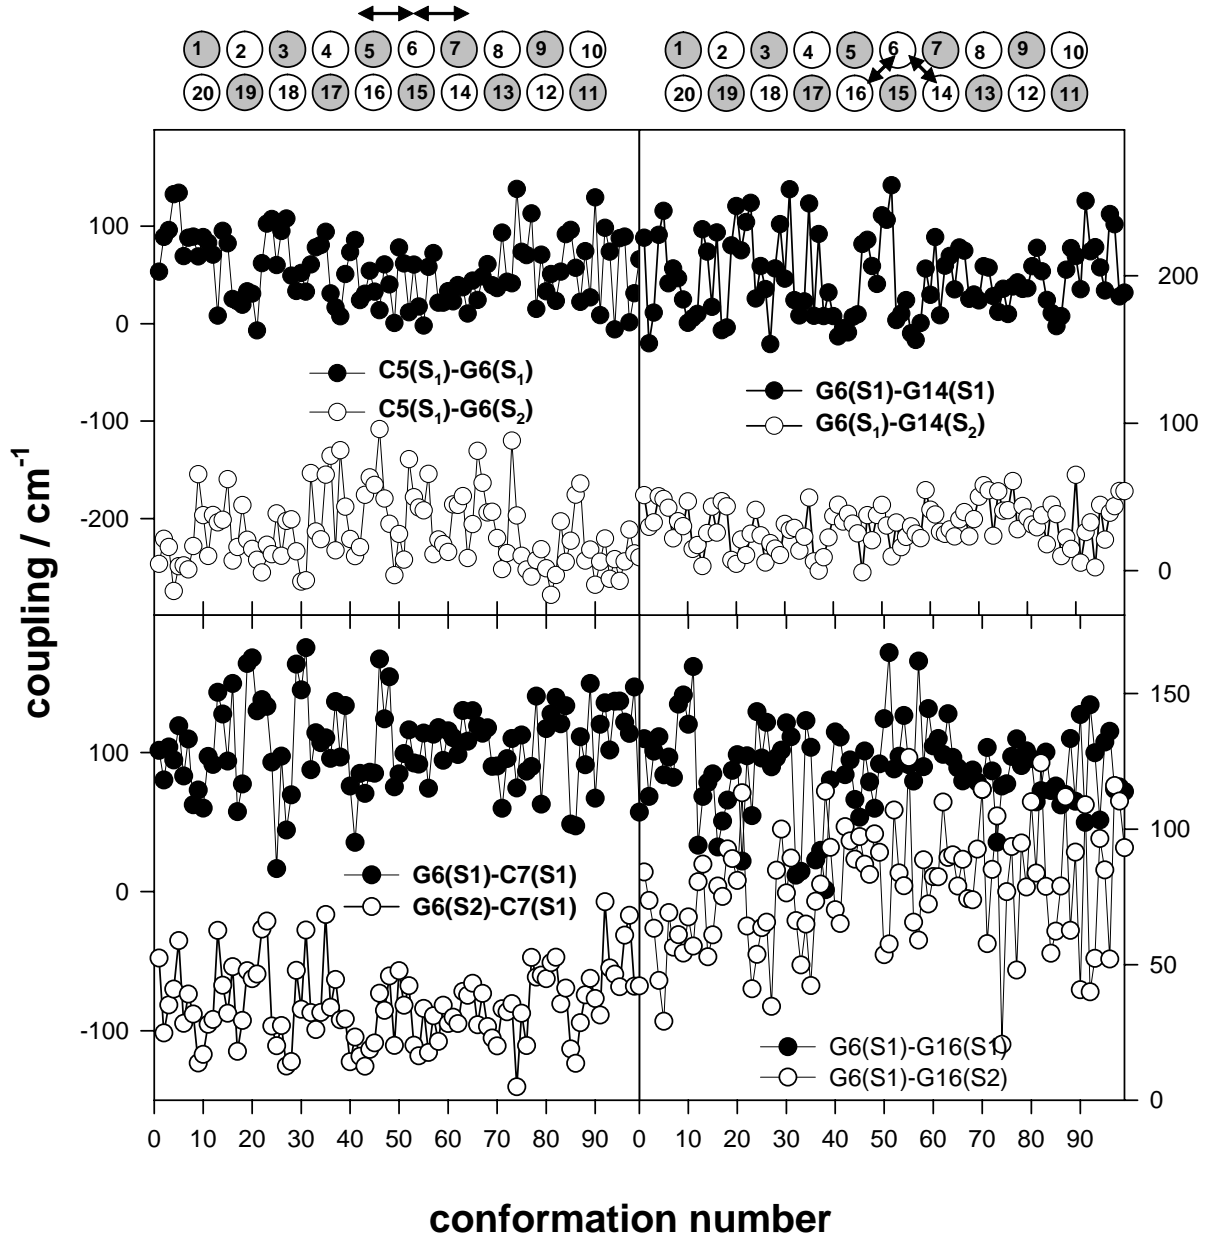 1 2 3 4 5 6 7 8 9 10 1 2 3 4 5 6 7 8 9 10
20 19 18 17 16 15 14 13 12 11 20 19 18 17 16 15 14 13 12 11
100
0
-100
-200
C5(S1)-G6(S1)
C5(S1)-G6(S2)
G6(S1)-G14(S1)
G6(S1)-G14(S2)
200
100
0
coupling / cm-1
100
0
-100
G6(S1)-C7(S1)
G6(S2)-C7(S1)
G6(S1)-G16(S1)
G6(S1)-G16(S2)
150
100
50
0
0 10 20 30 40 50 60 70 80 90 0 10 20 30 40 50 60 70 80 90
conformation number